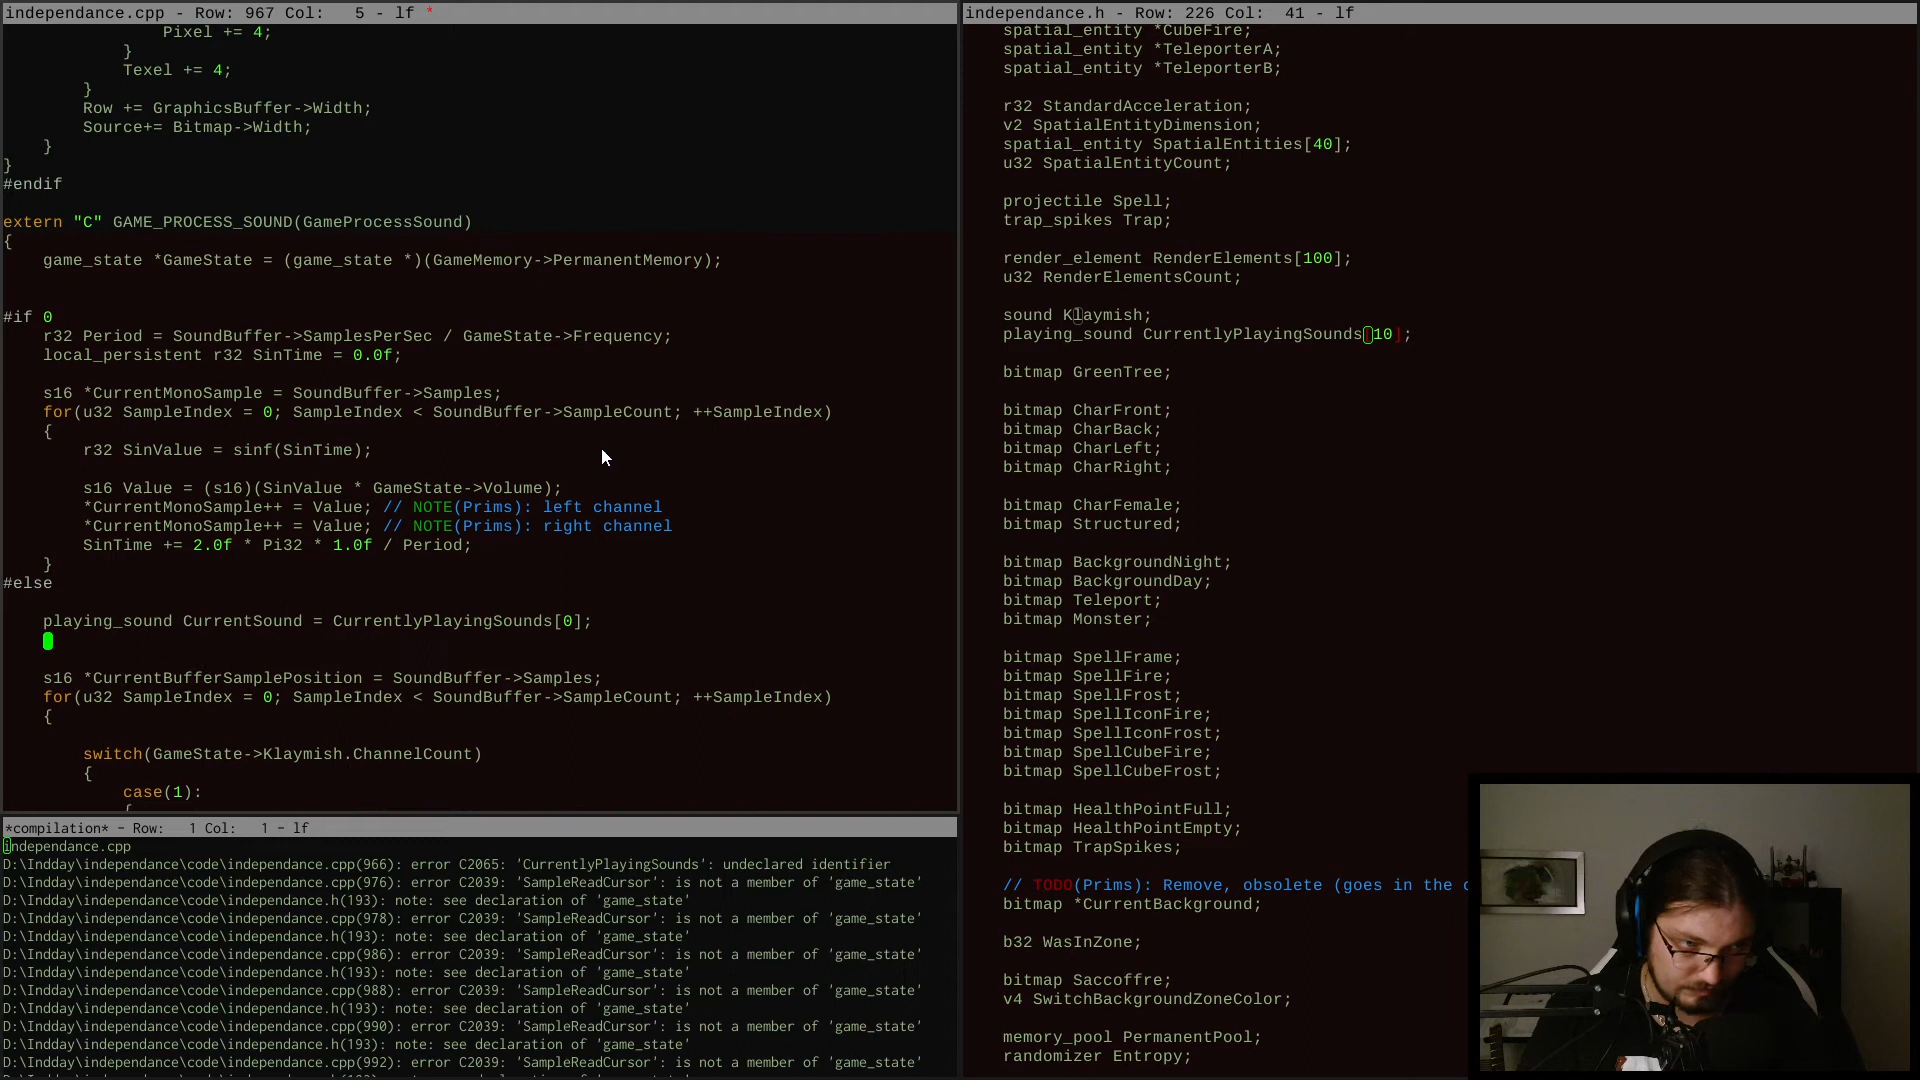 independance.cpp - Row: 967 Col:   5 - lf *
Pixel += 4;
}
Texel += 4;
}
Row += GraphicsBuffer->Width;
Source+= Bitmap->Width;
}
}
#endif
extern "C" GAME_PROCESS_SOUND(GameProcessSound)
{
game_state *GameState = (game_state *)(GameMemory->PermanentMemory);
#if 0
r32 Period = SoundBuffer->SamplesPerSec / GameState->Frequency;
local_persistent r32 SinTime = 0.0f;
s16 *CurrentMonoSample = SoundBuffer->Samples;
for(u32 SampleIndex = 0; SampleIndex < SoundBuffer->SampleCount; ++SampleIndex)
{
r32 SinValue = sinf(SinTime);
s16 Value = (s16)(SinValue * GameState->Volume);
*CurrentMonoSample++ = Value; // NOTE(Prims): left channel
*CurrentMonoSample++ = Value; // NOTE(Prims): right channel
SinTime += 2.0f * Pi32 * 1.0f / Period;
}
#else
playing_sound CurrentSound = CurrentlyPlayingSounds[0];
s16 *CurrentBufferSamplePosition = SoundBuffer->Samples;
for(u32 SampleIndex = 0; SampleIndex < SoundBuffer->SampleCount; ++SampleIndex)
{
switch(GameState->Klaymish.ChannelCount)
{
case(1):
*compilation* - Row:   1 Col:   1 - lf
independance.cpp
D:\Indday\independance\code\independance.cpp(966): error C2065: 'CurrentlyPlayingSounds': undeclared identifier
D:\Indday\independance\code\independance.cpp(976): error C2039: 'SampleReadCursor': is not a member of 'game_state'
D:\Indday\independance\code\independance.h(193): note: see declaration of 'game_state'
D:\Indday\independance\code\independance.cpp(978): error C2039: 'SampleReadCursor': is not a member of 'game_state'
D:\Indday\independance\code\independance.h(193): note: see declaration of 'game_state'
D:\Indday\independance\code\independance.cpp(986): error C2039: 'SampleReadCursor': is not a member of 'game_state'
D:\Indday\independance\code\independance.h(193): note: see declaration of 'game_state'
D:\Indday\independance\code\independance.cpp(988): error C2039: 'SampleReadCursor': is not a member of 'game_state'
D:\Indday\independance\code\independance.h(193): note: see declaration of 'game_state'
D:\Indday\independance\code\independance.cpp(990): error C2039: 'SampleReadCursor': is not a member of 'game_state'
D:\Indday\independance\code\independance.h(193): note: see declaration of 'game_state'
D:\Indday\independance\code\independance.cpp(992): error C2039: 'SampleReadCursor': is not a member of 'game_state'
independance.h - Row: 226 Col:  41 - lf
spatial_entity *CubeFire;
spatial_entity *TeleporterA;
spatial_entity *TeleporterB;
r32 StandardAcceleration;
v2 SpatialEntityDimension;
spatial_entity SpatialEntities[40];
u32 SpatialEntityCount;
projectile Spell;
trap_spikes Trap;
render_element RenderElements[100];
u32 RenderElementsCount;
sound Klaymish;
playing_sound CurrentlyPlayingSounds[10];
bitmap GreenTree;
bitmap CharFront;
bitmap CharBack;
bitmap CharLeft;
bitmap CharRight;
bitmap CharFemale;
bitmap Structured;
bitmap BackgroundNight;
bitmap BackgroundDay;
bitmap Teleport;
bitmap Monster;
bitmap SpellFrame;
bitmap SpellFire;
bitmap SpellFrost;
bitmap SpellIconFire;
bitmap SpellIconFrost;
bitmap SpellCubeFire;
bitmap SpellCubeFrost;
bitmap HealthPointFull;
bitmap HealthPointEmpty;
bitmap TrapSpikes;
// TODO(Prims): Remove, obsolete (goes in the
bitmap *CurrentBackground;
b32 WasInZone;
bitmap Saccoffre;
v4 SwitchBackgroundZoneColor;
memory_pool PermanentPool;
randomizer Entropy;